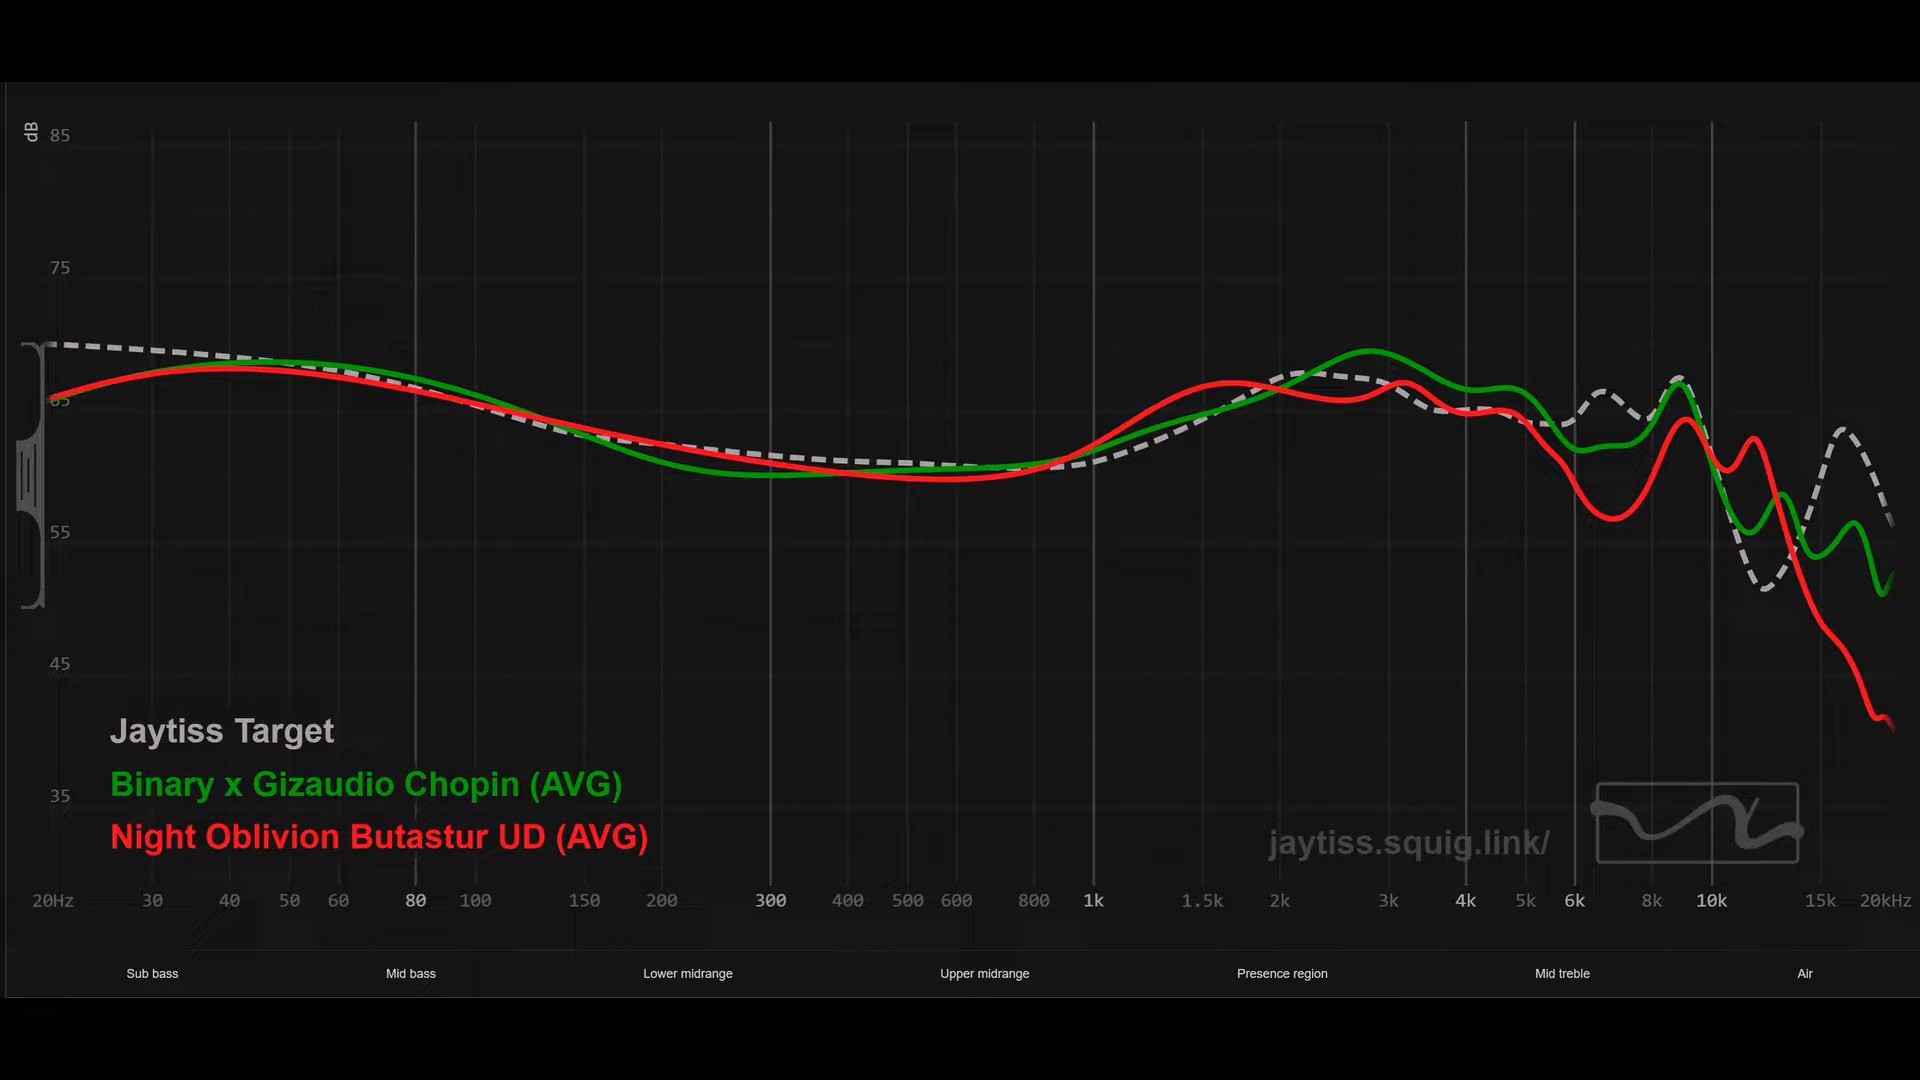 dB
85
75
65
55
45
35
Jaytiss Target
Binary x Gizaudio Chopin (AVG)
Night Oblivion Butastur UD (AVG)
jaytiss.squig.link/
20Hz 30 40 50 60 80 100 150 200 300 400 500 600 800 1k 1.5k 2k 3k 4k 5k 6k 8k 10k 15k 20kHz
Sub bass Mid bass Lower midrange Upper midrange Presence region Mid treble Air